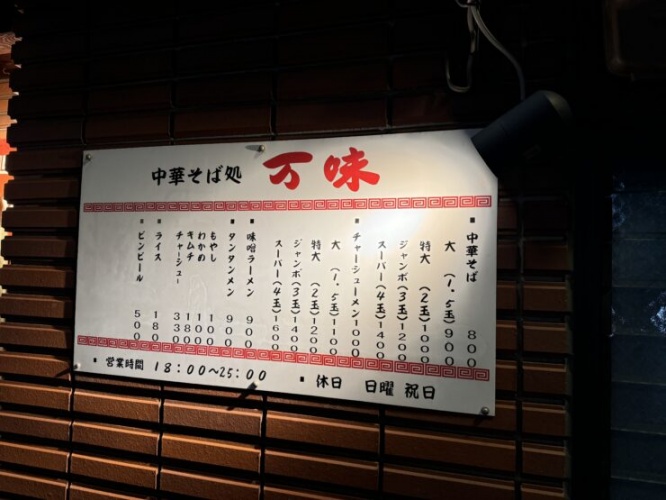 中華そば処 万味
■ 中華そば 800
大 (1.5玉) 900
特大 (2玉) 1000
ジャンボ(3玉) 1200
スーパー(4玉) 1400
■ チャーシューメン 1000
大 (1.5玉) 1100
特大 (2玉) 1200
ジャンボ(3玉) 1400
スーパー(4玉) 1600
■ 味噌ラーメン 900
■ タンタンメン 900
もやし 100
わかめ 100
キムチ 180
チャーシュー 330
■ ライス 180
■ ビンビール 500
■ 営業時間 18:00〜25:00
■ 休日 日曜 祝日